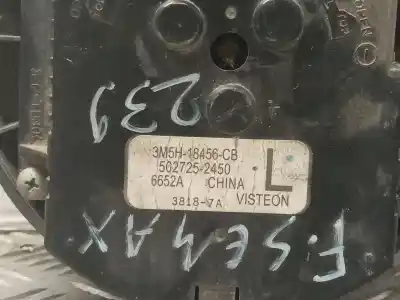 239
3M5H-18456-CB
502725-2450
6652A CHINA
L
3818-7A VISTEON
F.SEMAX